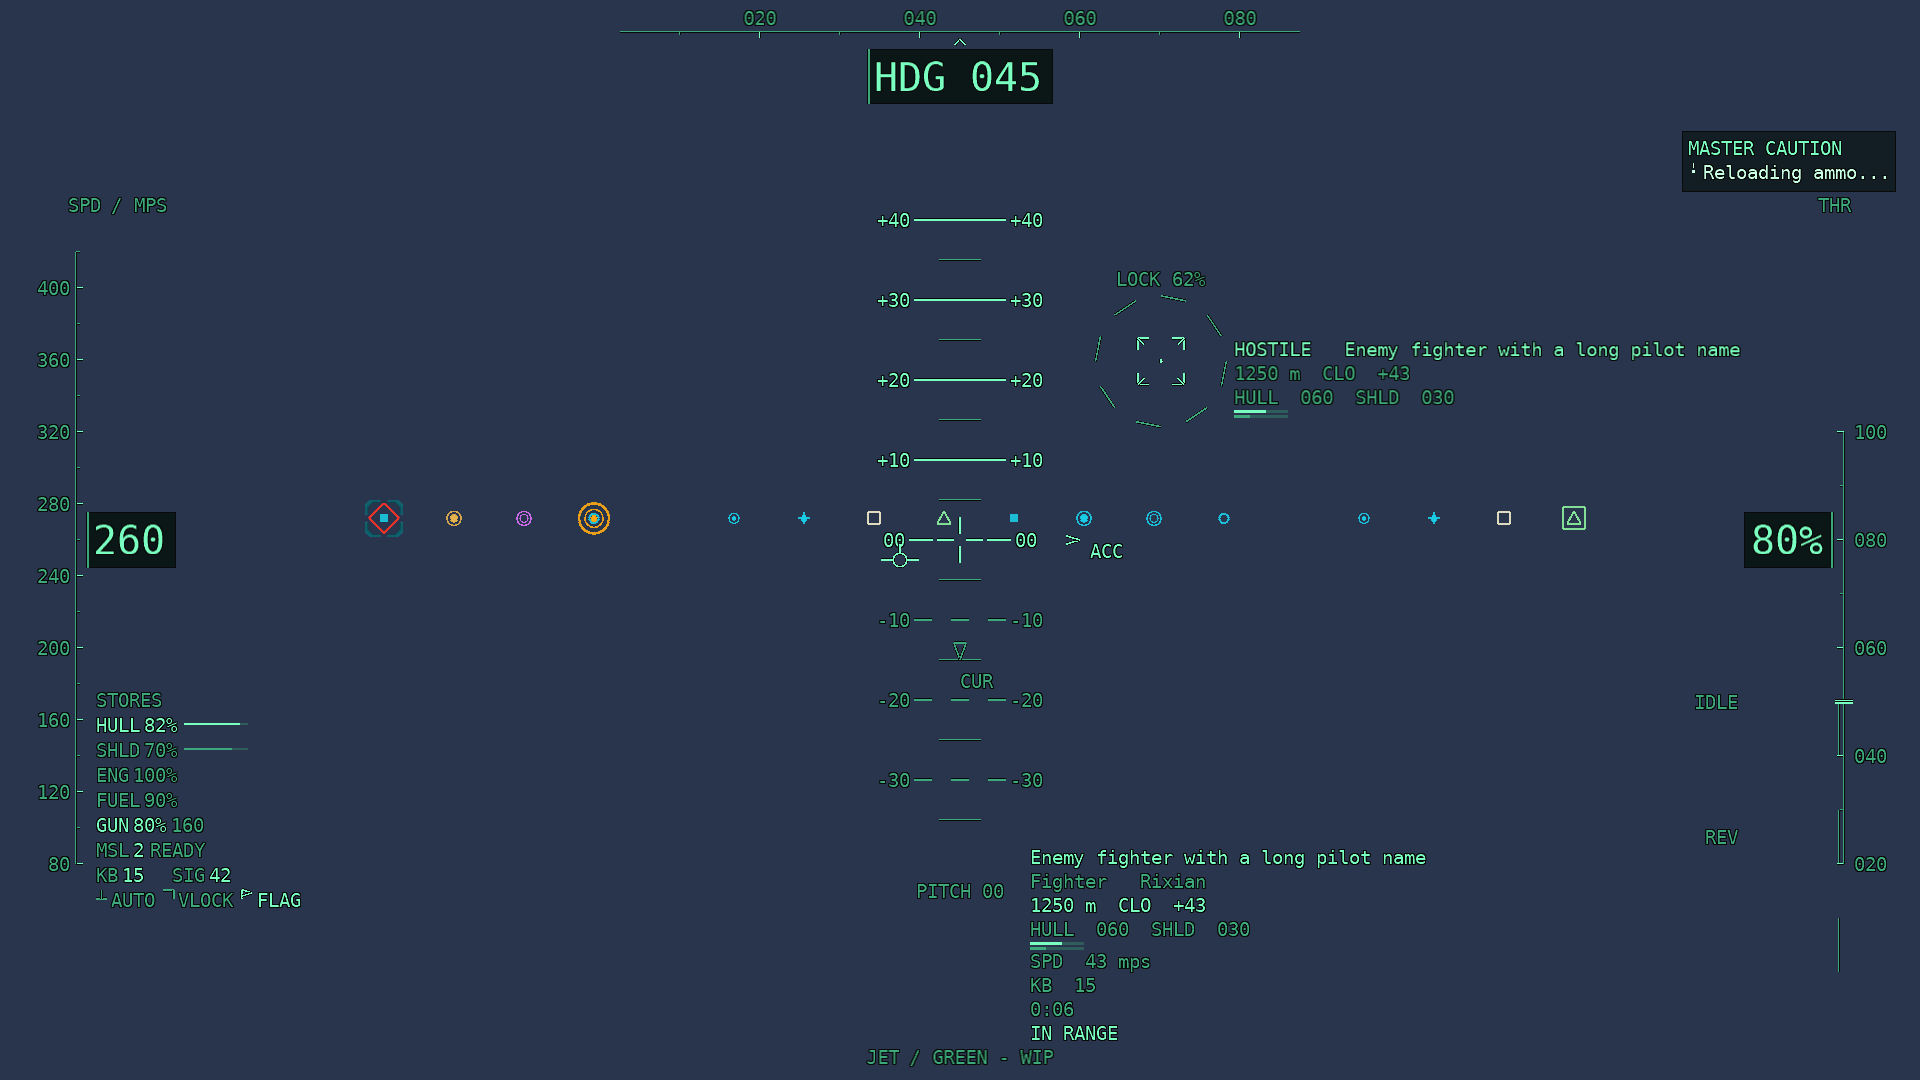 020 040 060 080
HDG 045
MASTER CAUTION
Reloading ammo...
SPD / MPS
THR
+40 +40
LOCK 62%
400
+30 +30
HOSTILE Enemy fighter with a long pilot name
360
1250 m CLO +43
+20 +20
HULL 060 SHLD 030
320
100
+10 +10
280
260
00 00
ACC
80%
080
240
-10 -10
200
060
CUR
STORES
-20 -20
IDLE
160
HULL 82%
SHLD 70%
040
ENG 100%
-30 -30
120
FUEL 90%
GUN 80% 160
REV
MSL 2 READY
80
020
KB 15 SIG 42
AUTO VLOCK FLAG
PITCH 00
Enemy fighter with a long pilot name
Fighter Rixian
1250 m CLO +43
HULL 060 SHLD 030
SPD 43 mps
KB 15
0:06
IN RANGE
JET / GREEN - WIP